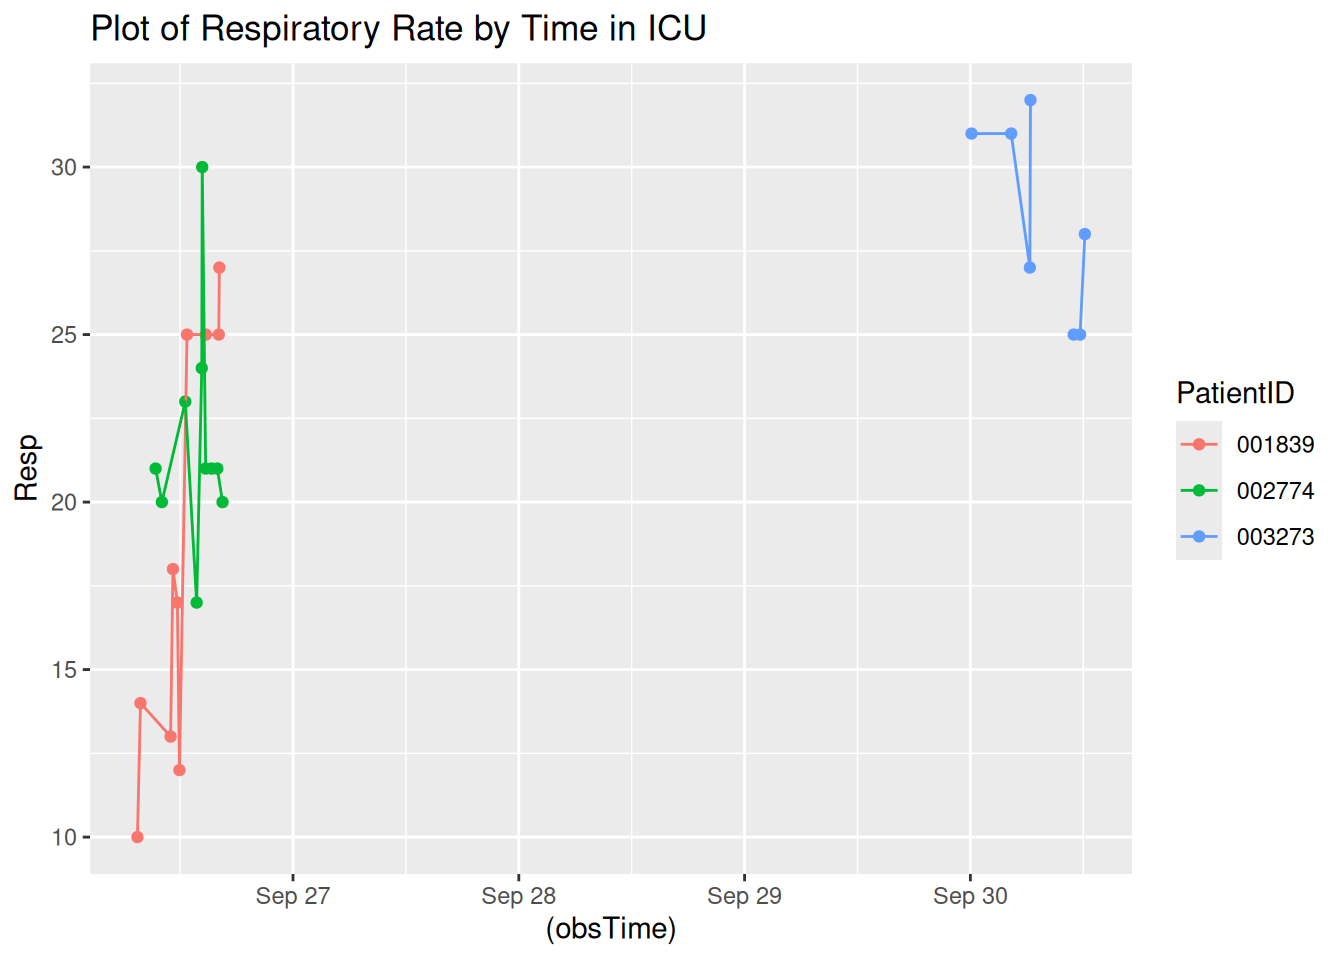 Plot of Respiratory Rate by Time in ICU
30
25
20
15
10
Resp
Sep 27 Sep 28 Sep 29 Sep 30
(obsTime)
PatientID
001839
002774
003273